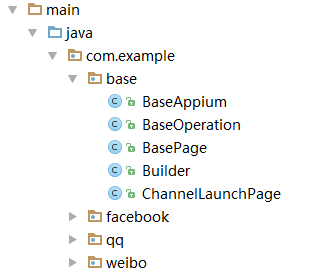 main
java
com.example
base
BaseAppium
BaseOperation
BasePage
Builder
ChannelLaunchPage
facebook
qq
weibo